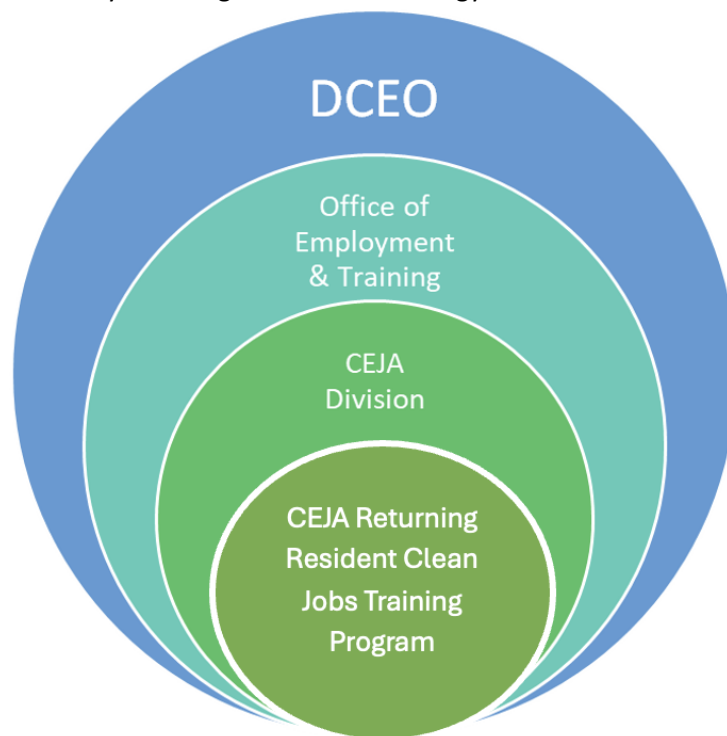 DCEO
Office of
Employment
& Training
CEJA
Division
CEJA Returning
Resident Clean
Jobs Training
Program